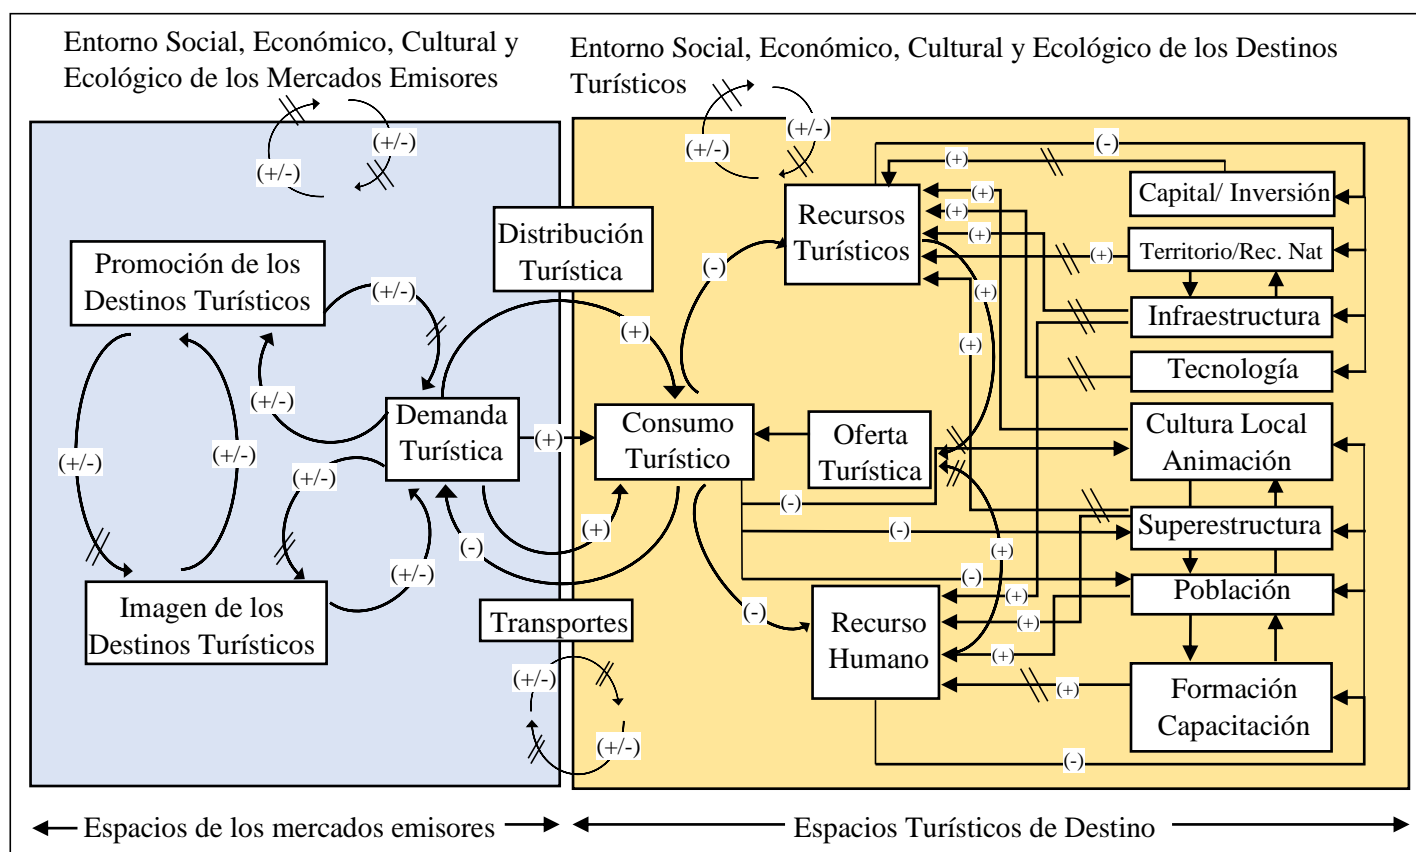 Entorno Social, Económico, Cultural y
Ecológico de los Mercados Emisores
Entorno Social, Económico, Cultural y Ecológico de los Destinos
Turísticos
(+/-)
(+/-)
(+/-)
(+/-)
(-)
(+)
Capital/ Inversión
Recursos
Turísticos
(+)
(+)
(+)
(+)
Territorio/Rec. Nat
Distribución
Turística
Promoción de los
Destinos Turísticos
(+/-)
(-)
(+)
Infraestructura
(+)
(+)
Tecnología
(+/-)
Demanda
Turística
(+)
Consumo
Turístico
Oferta
Turística
Cultura Local
Animación
(+/-)
(+/-)
(+/-)
(-)
(+)
(-)
(-)
Superestructura
(+/-)
(+)
(-)
Población
Imagen de los
Destinos Turísticos
Transportes
(-)
Recurso
Humano
(+)
(+)
(+)
(+)
Formación
Capacitación
(+/-)
(+/-)
(-)
Espacios de los mercados emisores
Espacios Turísticos de Destino